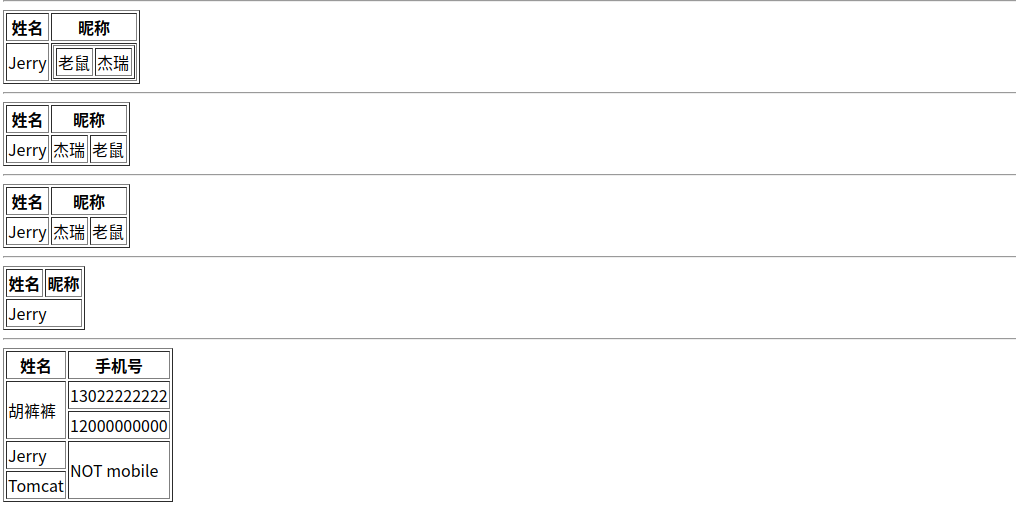 姓名 昵称
Jerry 老鼠 杰瑞
姓名 昵称
Jerry 杰瑞 老鼠
姓名 昵称
Jerry 杰瑞 老鼠
姓名 昵称
Jerry
姓名 手机号
胡裤裤 13022222222
12000000000
Jerry NOT mobile
Tomcat